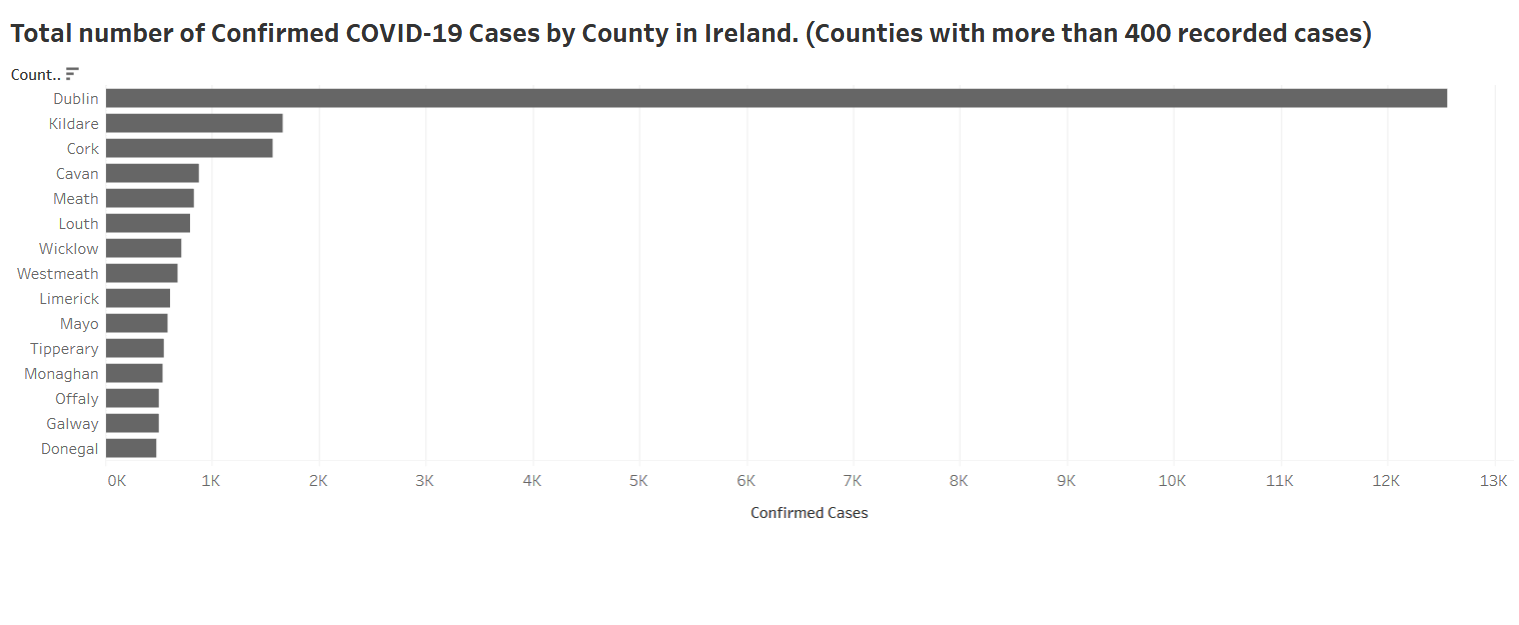 Total number of Confirmed COVID-19 Cases by County in Ireland. (Counties with more than 400 recorded cases)
Count..
Dublin
Kildare
Cork
Cavan
Meath
Louth
Wicklow
Westmeath
Limerick
Mayo
Tipperary
Monaghan
Offaly
Galway
Donegal
0K 1K 2K 3K 4K 5K 6K 7K 8K 9K 10K 11K 12K 13K
Confirmed Cases